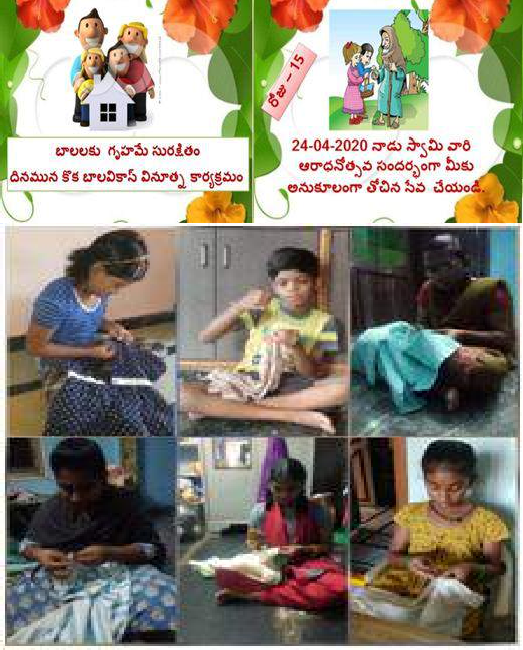 బాలలకు గృహమే సురక్షితం
దినమున కొక బాలవికాస్ వినూత్న కార్యక్రమం
రోజు – 15
24-04-2020 నాడు స్వామి వారి
ఆరాధనోత్సవ సందర్భంగా మీకు
అనుకూలంగా తోచిన సేవ చేయండి.